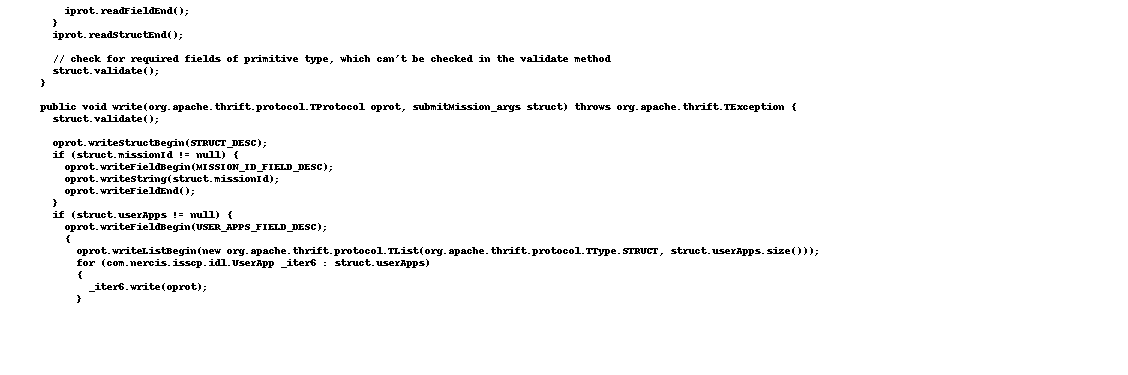 iprot.readFieldEnd();
}
iprot.readStructEnd();
// check for required fields of primitive type, which can't be checked in the validate method
struct.validate();
}
public void write(org.apache.thrift.protocol.TProtocol oprot, submitMission_args struct) throws org.apache.thrift.TException {
struct.validate();
oprot.writeStructBegin(STRUCT_DESC);
if (struct.missionId != null) {
oprot.writeFieldBegin(MISSION_ID_FIELD_DESC);
oprot.writeString(struct.missionId);
oprot.writeFieldEnd();
}
if (struct.userApps != null) {
oprot.writeFieldBegin(USER_APPS_FIELD_DESC);
{
oprot.writeListBegin(new org.apache.thrift.protocol.TList(org.apache.thrift.protocol.TType.STRUCT, struct.userApps.size()));
for (com.nercis.isscp.idl.UserApp _iter6 : struct.userApps)
{
_iter6.write(oprot);
}